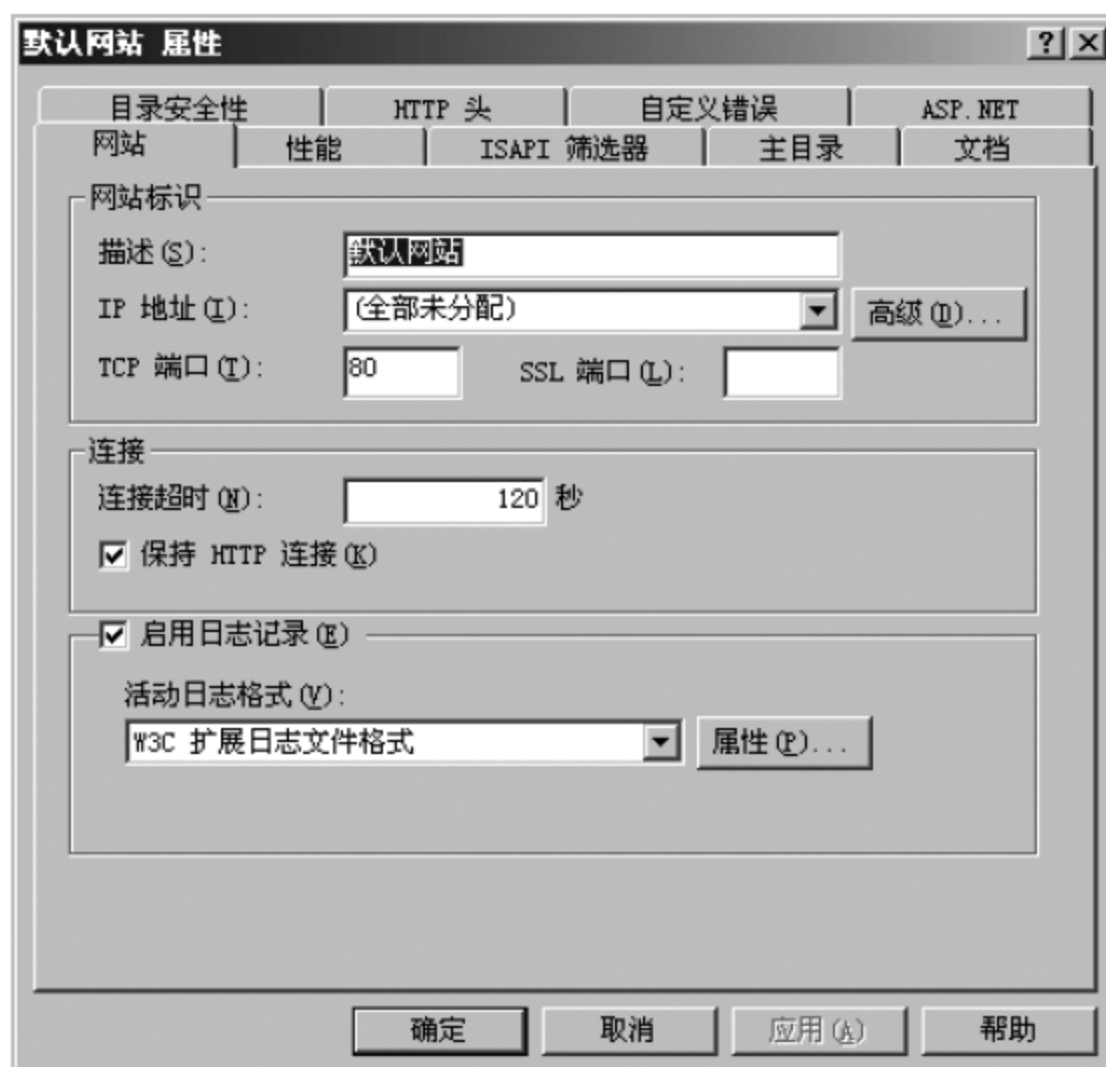 默认网站 属性
目录安全性 HTTP 头 自定义错误 ASP.NET
网站 性能 ISAPI 筛选器 主目录 文档
网站标识
描述(S): 默认网站
IP 地址(I): (全部未分配) 高级(D)...
TCP 端口(T): 80 SSL 端口(L):
连接
连接超时(N): 120 秒
保持 HTTP 连接(K)
启用日志记录(E)
活动日志格式(V):
W3C 扩展日志文件格式 属性(P)...
确定 取消 应用(A) 帮助